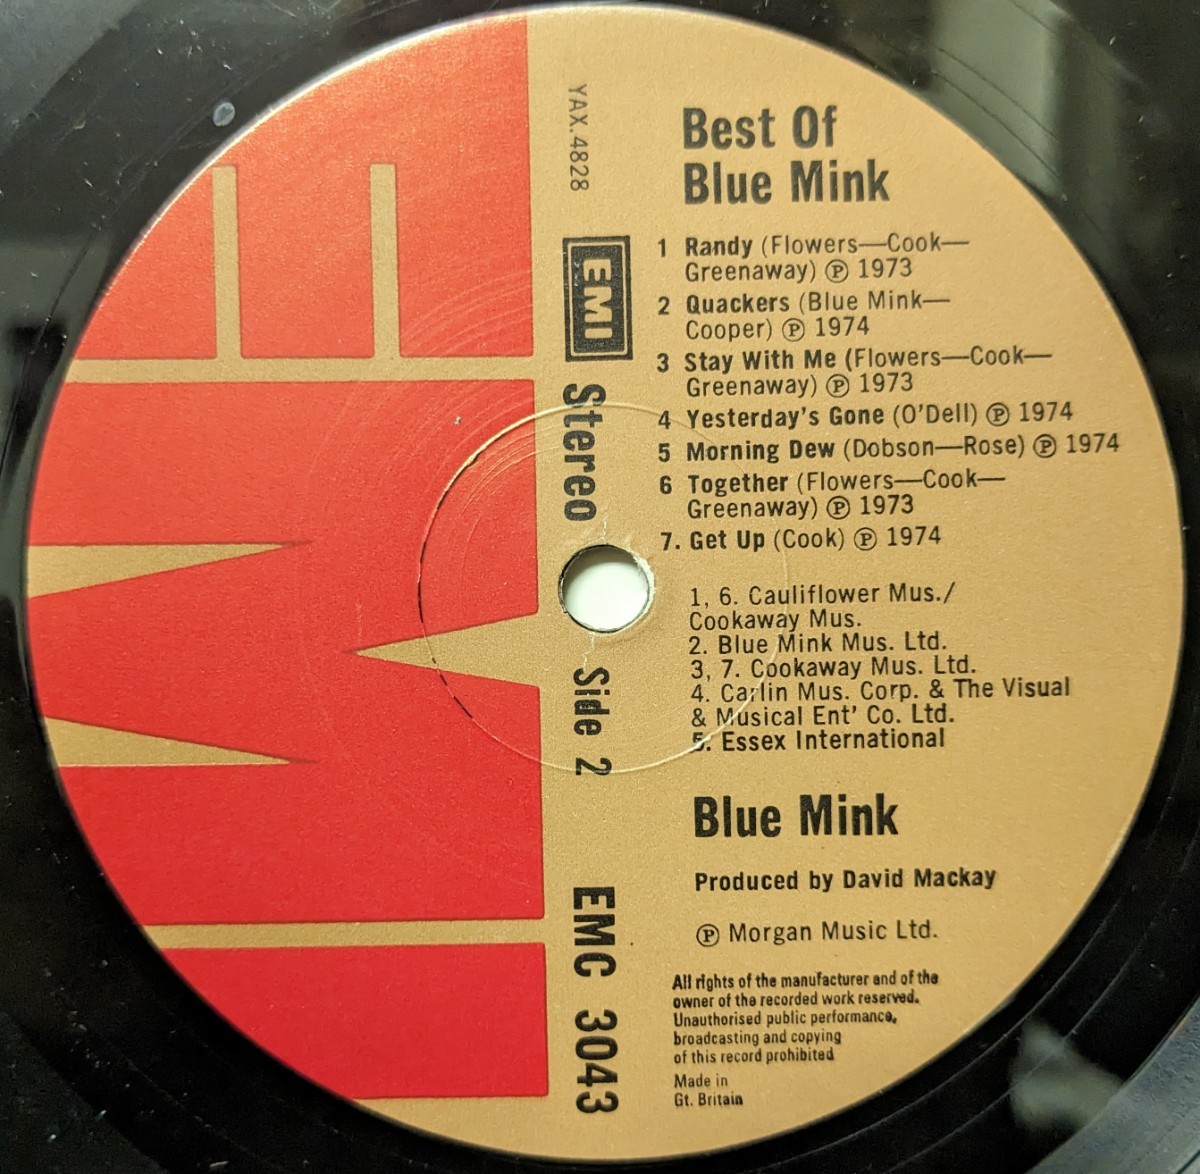 Best Of
Blue Mink
1 Randy (Flowers—Cook—
Greenaway) ℗ 1973
2 Quackers (Blue Mink—
Cooper) ℗ 1974
3 Stay With Me (Flowers—Cook—
Greenaway) ℗ 1973
4 Yesterday's Gone (O'Dell) ℗ 1974
5 Morning Dew (Dobson—Rose) ℗ 1974
6 Together (Flowers—Cook—
Greenaway) ℗ 1973
7. Get Up (Cook) ℗ 1974
1, 6. Cauliflower Mus./
Cookaway Mus.
2. Blue Mink Mus. Ltd.
3, 7. Cookaway Mus. Ltd.
4. Carlin Mus. Corp. & The Visual
& Musical Ent' Co. Ltd.
5. Essex International
Blue Mink
Produced by David Mackay
℗ Morgan Music Ltd.
All rights of the manufacturer and of the
owner of the recorded work reserved.
Unauthorised public performance,
broadcasting and copying
of this record prohibited
Made in
Gt. Britain
YAX.4828
EMI
Stereo
Side 2
EMC 3043
EMI